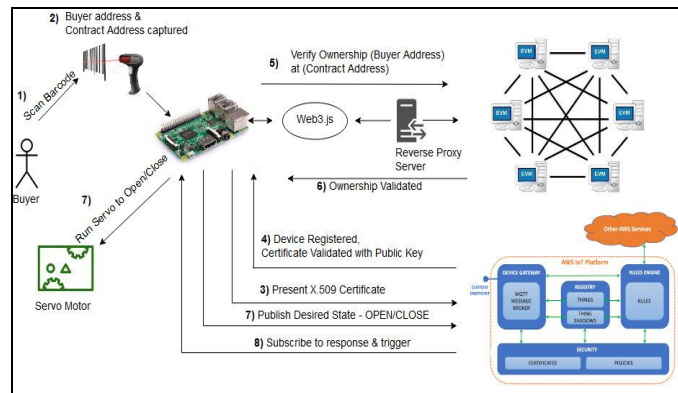 2) Buyer address &
Contract Address captured
1)
Scan Barcode
Buyer
5)
Verify Ownership (Buyer Address)
at (Contract Address)
Web3.js
Reverse Proxy
Server
6) Ownership Validated
EVM
EVM
EVM
EVM
EVM
EVM
7)
Run Servo to Open/Close
Servo Motor
4) Device Registered,
Certificate Validated with Public Key
3) Present X.509 Certificate
7) Publish Desired State - OPEN/CLOSE
8) Subscribe to response & trigger
Other AWS Services
AWS IoT Platform
CUSTOM
ENDPOINT
DEVICE GATEWAY
MQTT
MESSAGE
BROKER
REGISTRY
THINGS
THING
SHADOWS
RULES ENGINE
RULES
SECURITY
CERTIFICATES
POLICIES